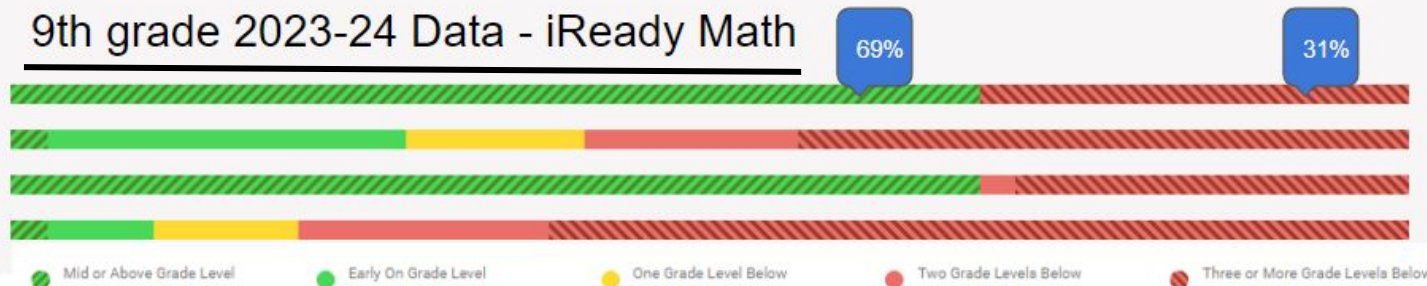 9th grade 2023-24 Data - iReady Math
69%
31%
Mid or Above Grade Level
Early On Grade Level
One Grade Level Below
Two Grade Levels Below
Three or More Grade Levels Below